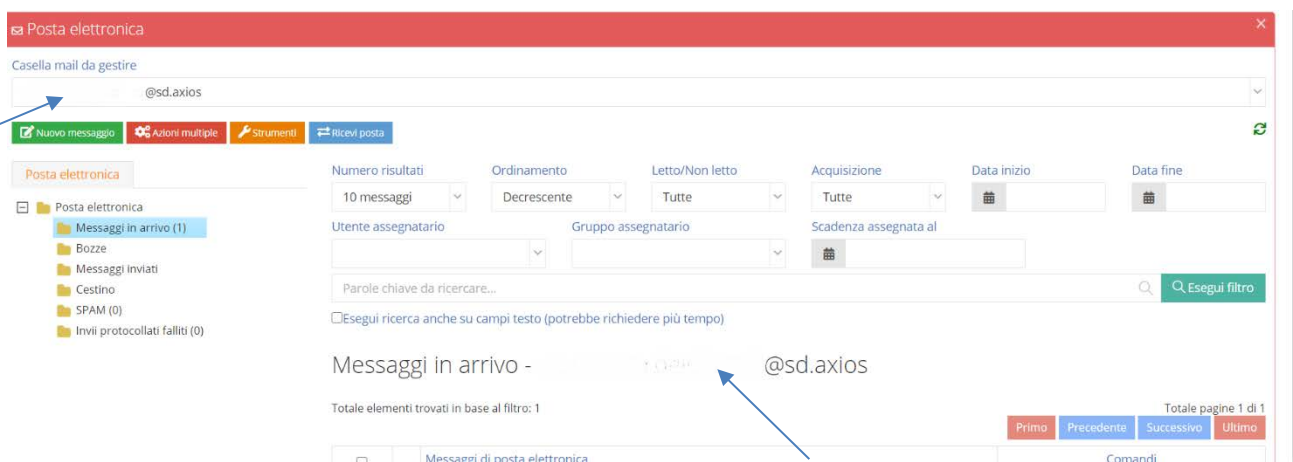 Posta elettronica ×
Casella mail da gestire
@sd.axios
Nuovo messaggio Azioni multiple Strumenti Ricevi posta
Posta elettronica
Posta elettronica
Messaggi in arrivo (1)
Bozze
Messaggi inviati
Cestino
SPAM (0)
Invii protocollati falliti (0)
Numero risultati Ordinamento Letto/Non letto Acquisizione Data inizio Data fine
10 messaggi Decrescente Tutte Tutte
Utente assegnatario Gruppo assegnatario Scadenza assegnata al
Parole chiave da ricercare... Esegui filtro
Esegui ricerca anche su campi testo (potrebbe richiedere più tempo)
Messaggi in arrivo - @sd.axios
Totale elementi trovati in base al filtro: 1 Totale pagine 1 di 1
Primo Precedente Successivo Ultimo
Messaggi di posta elettronica Comandi